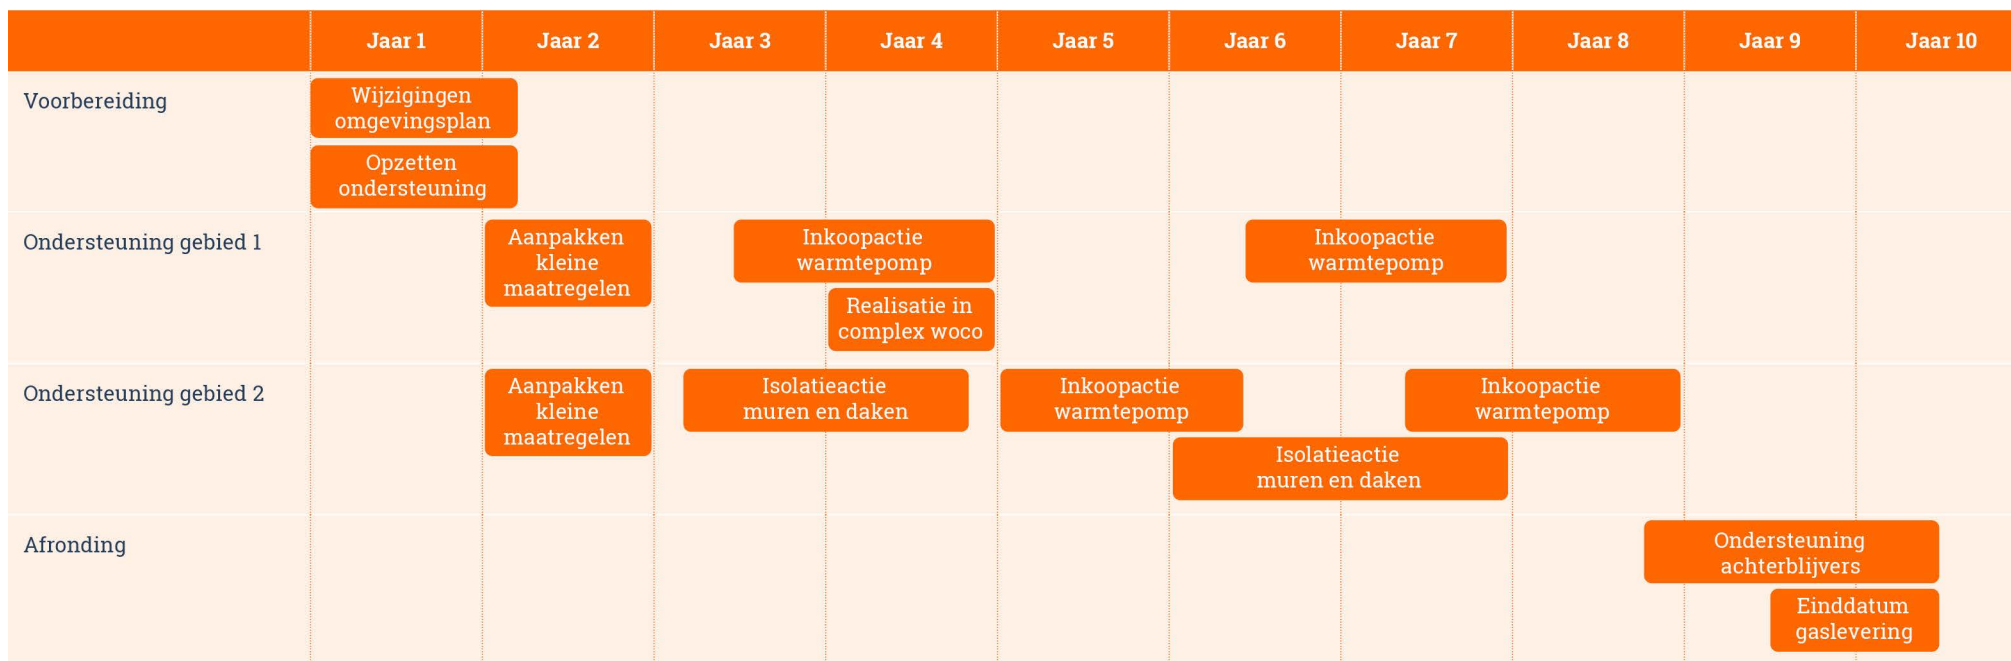 Jaar 1
Jaar 2
Jaar 3
Jaar 4
Jaar 5
Jaar 6
Jaar 7
Jaar 8
Jaar 9
Jaar 10
Voorbereiding
Wijzigingen
omgevingsplan
Opzetten
ondersteuning
Ondersteuning gebied 1
Aanpakken
kleine
maatregelen
Inkoopactie
warmtepomp
Realisatie in
complex woco
Inkoopactie
warmtepomp
Ondersteuning gebied 2
Aanpakken
kleine
maatregelen
Isolatieactie
muren en daken
Inkoopactie
warmtepomp
Isolatieactie
muren en daken
Inkoopactie
warmtepomp
Afronding
Ondersteuning
achterblijvers
Einddatum
gaslevering